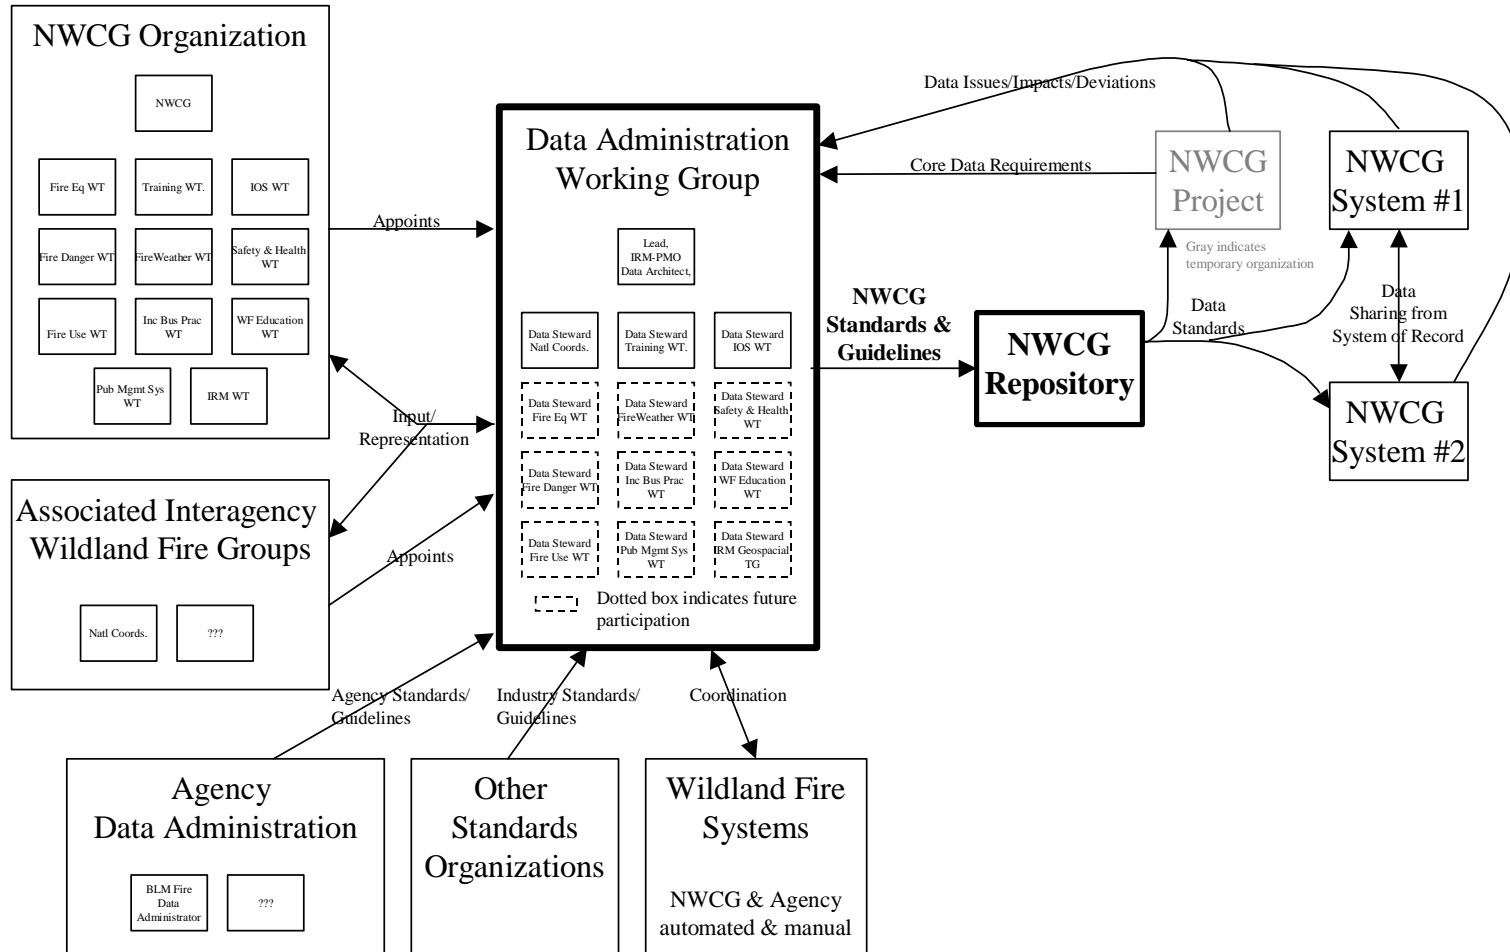 NWCG Organization
NWCG
Fire Eq WT
Training WT.
IOS WT
Fire Danger WT
FireWeather WT
Safety & Health
WT
Fire Use WT
Inc Bus Prac
WT
WF Education
WT
Pub Mgmt Sys
WT
IRM WT
Associated Interagency
Wildland Fire Groups
Natl Coords.
???
Appoints
Input/
Representation
Appoints
Agency Standards/
Guidelines
Industry Standards/
Guidelines
Coordination
Agency
Data Administration
BLM Fire
Data
Administrator
???
Other
Standards
Organizations
Wildland Fire
Systems
NWCG & Agency
automated & manual
Data Administration
Working Group
Lead,
IRM-PMO
Data Architect,
Data Steward
Natl Coords.
Data Steward
Training WT.
Data Steward
IOS WT
Data Steward
Fire Eq WT
Data Steward
FireWeather WT
Data Steward
Safety & Health
WT
Data Steward
Fire Danger WT
Data Steward
Inc Bus Prac
WT
Data Steward
WF Education
WT
Data Steward
Fire Use WT
Data Steward
Pub Mgmt Sys
WT
Data Steward
IRM Geospacial
TG
Dotted box indicates future
participation
Data Issues/Impacts/Deviations
Core Data Requirements
NWCG
Standards &
Guidelines
NWCG
Repository
NWCG
Project
Gray indicates
temporary organization
Data
Standards
NWCG
System #1
Data
Sharing from
System of Record
NWCG
System #2